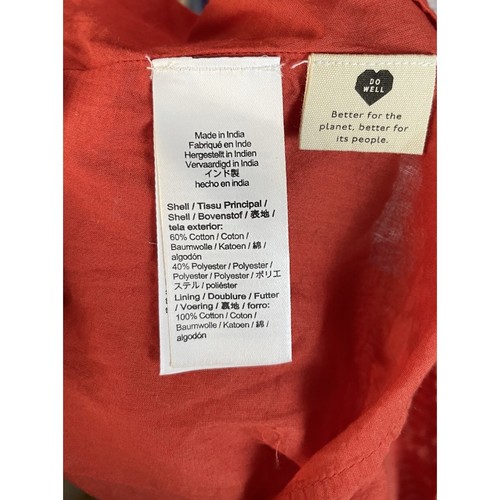 Made in India
Fabriqué en Inde
Hergestellt in Indien
Vervaardigd in India
インド製
hecho en india
Shell / Tissu Principal /
Shell / Bovenstof / 表地 /
tela exterior:
60% Cotton / Coton /
Baumwolle / Katoen / 綿 /
algodón
40% Polyester / Polyester /
Polyester / Polyester / ポリエ
ステル / poliéster
Lining / Doublure / Futter
/ Voering / 裏地 / forro:
100% Cotton / Coton /
Baumwolle / Katoen / 綿 /
algodón
DO
WELL
Better for the
planet, better for
its people.